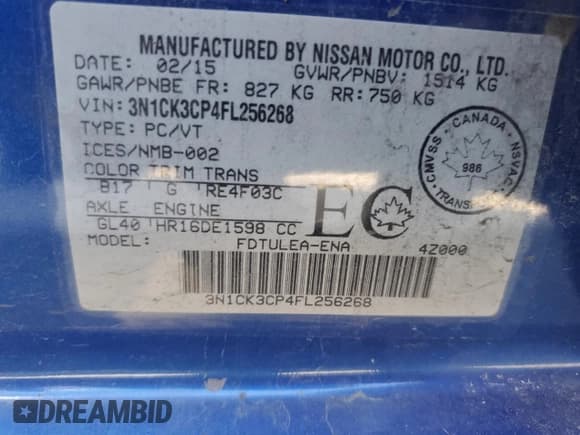 MANUFACTURED BY NISSAN MOTOR CO., LTD.
DATE: 02/15 GVWR/PNBV: 1514 KG
GAWR/PNBE FR: 827 KG RR: 750 KG
VIN: 3N1CK3CP4FL256268
TYPE: PC/VT
ICES/NMB-002
COLOR TRIM TRANS
B17 G RE4F03C
AXLE ENGINE
GL40 HR16DE1598 CC
MODEL: FDTULEA-ENA 4Z000
EC
CANADA
CMVSS NSVAC
986
TRANSPORT
3N1CK3CP4FL256268
DREAMBID